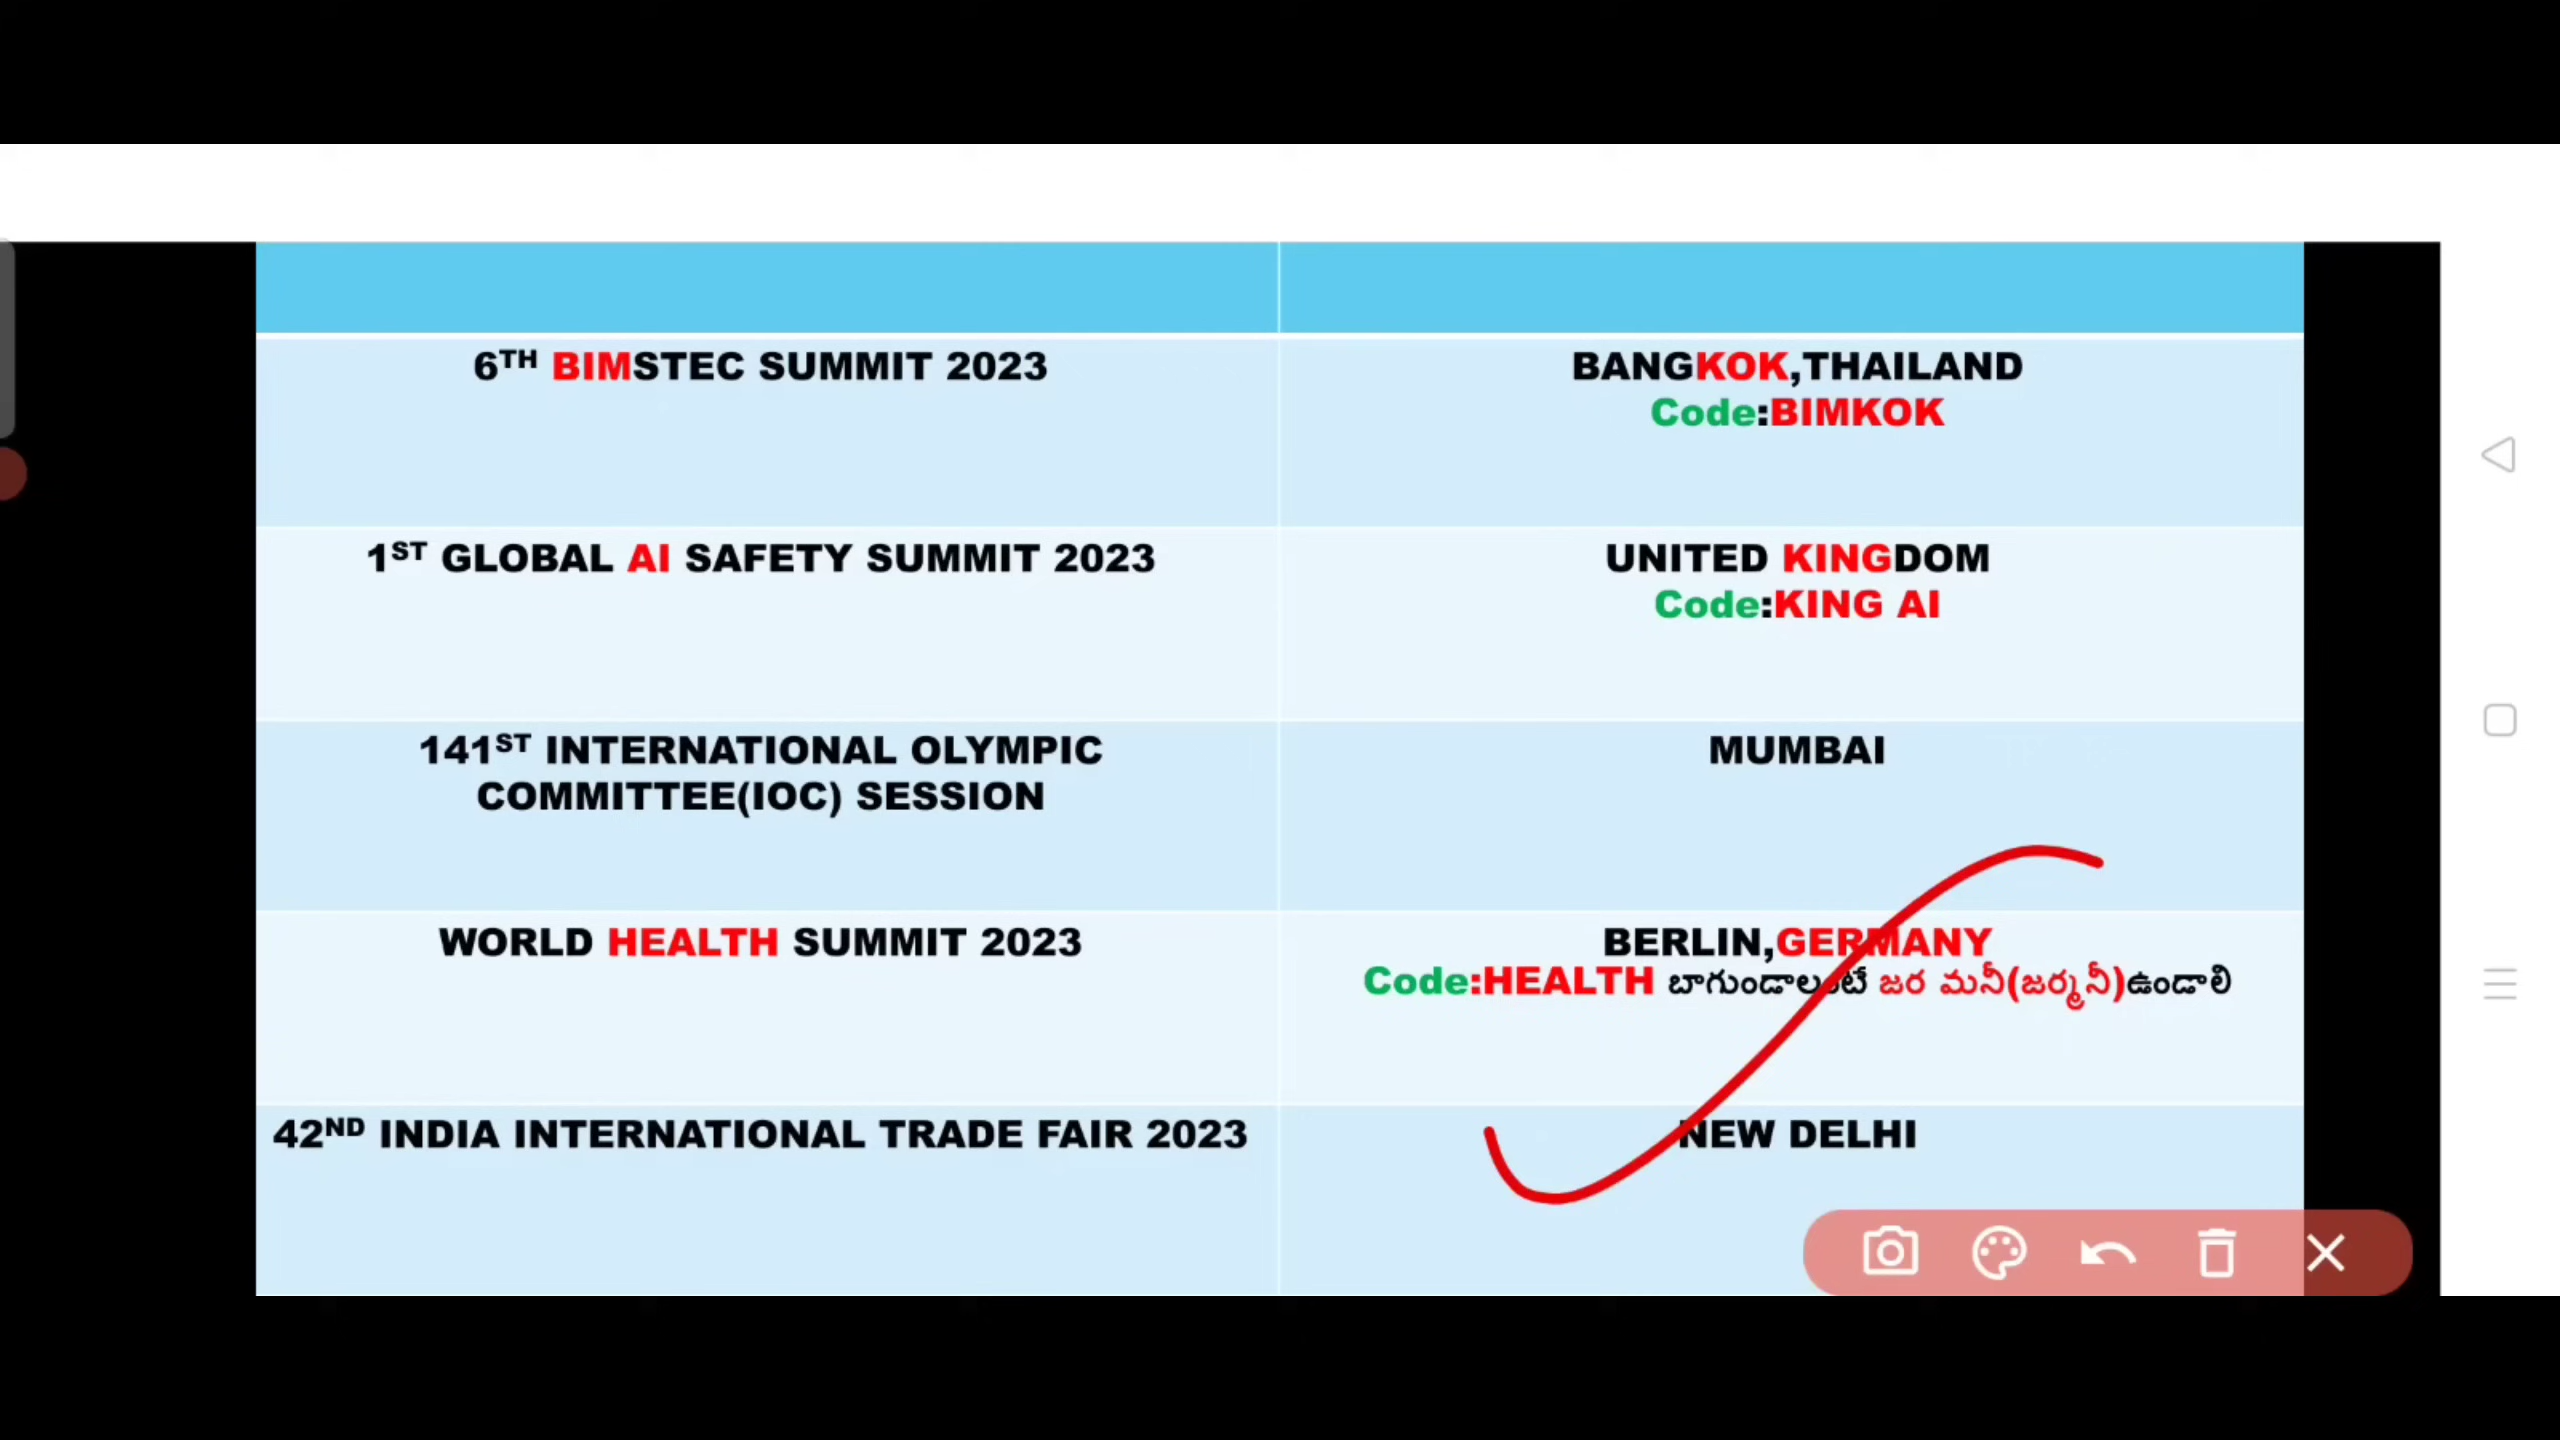 6TH BIMSTEC SUMMIT 2023
BANGKOK,THAILAND
Code:BIMKOK
1ST GLOBAL AI SAFETY SUMMIT 2023
UNITED KINGDOM
Code:KING AI
141ST INTERNATIONAL OLYMPIC
COMMITTEE(IOC) SESSION
MUMBAI
WORLD HEALTH SUMMIT 2023
BERLIN,GERMANY
Code:HEALTH బాగుండాలంటే జర మనీ(జర్మనీ)ఉండాలి
42ND INDIA INTERNATIONAL TRADE FAIR 2023
NEW DELHI